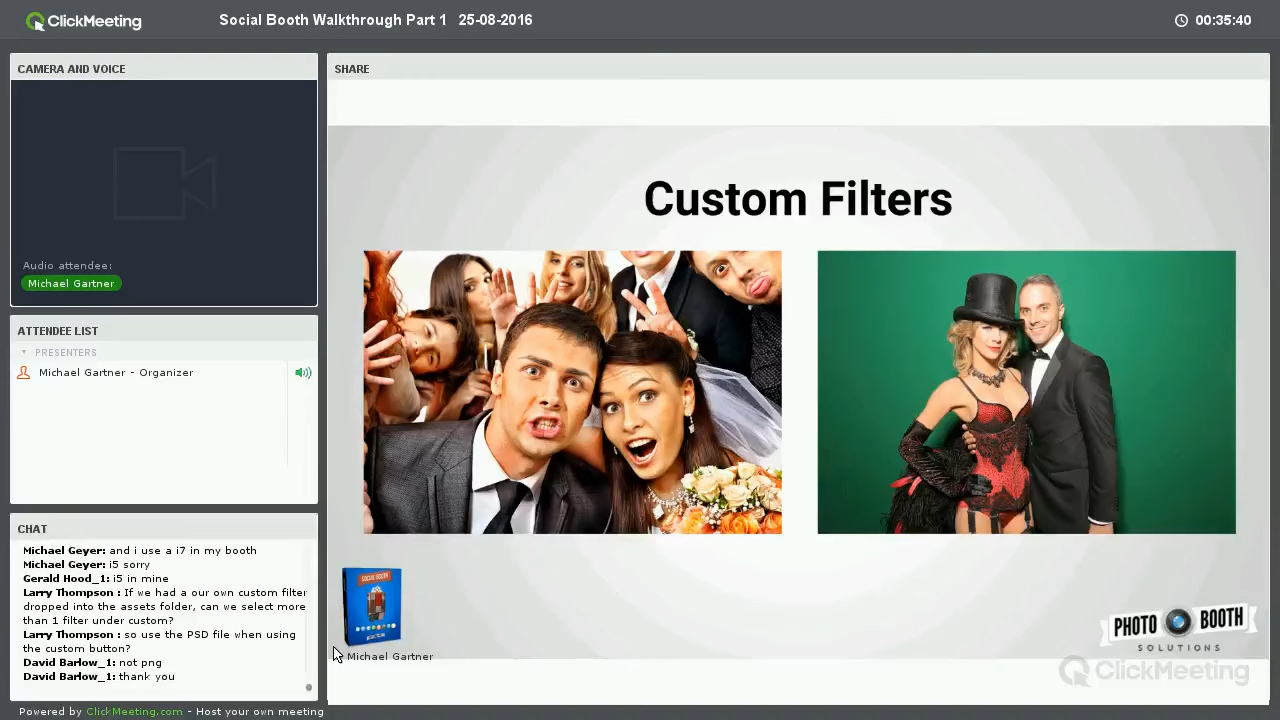 ClickMeeting
Social Booth Walkthrough Part 1 25-08-2016
00:35:40
CAMERA AND VOICE
Audio attendee:
Michael Gartner
ATTENDEE LIST
PRESENTERS
Michael Gartner - Organizer
CHAT
Michael Geyer: and i use a i7 in my booth
Michael Geyer: i5 sorry
Gerald Hood_1: i5 in mine
Larry Thompson : If we had a our own custom filter
dropped into the assets folder, can we select more
than 1 filter under custom?
Larry Thompson : so use the PSD file when using
the custom button?
David Barlow_1: not png
David Barlow_1: thank you
Powered by ClickMeeting.com - Host your own meeting
SHARE
Custom Filters
SOCIAL BOOTH
Michael Gartner
PHOTO BOOTH
SOLUTIONS
ClickMeeting